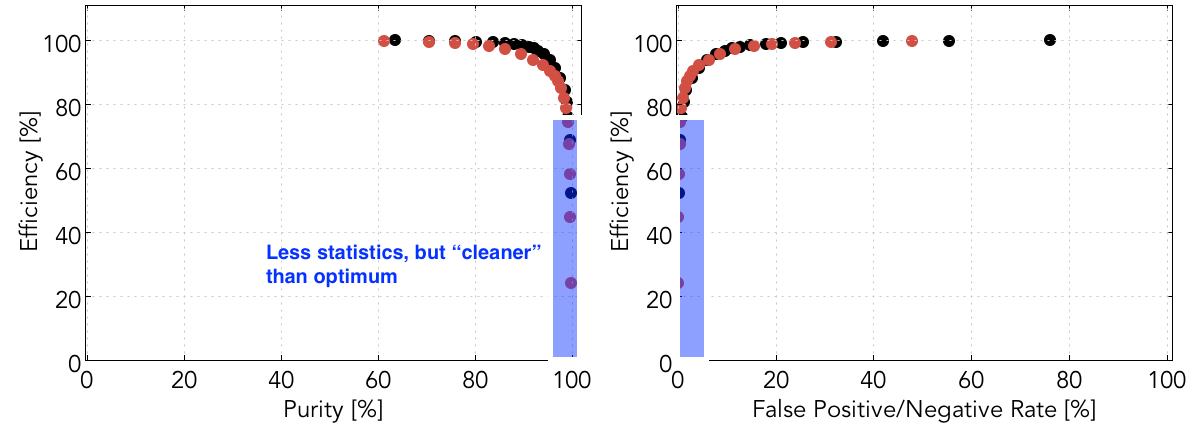 100
80
60
40
20
0
Efficiency [%]
0 20 40 60 80 100
Purity [%]
Less statistics, but “cleaner”
than optimum
100
80
60
40
20
0
Efficiency [%]
0 20 40 60 80 100
False Positive/Negative Rate [%]